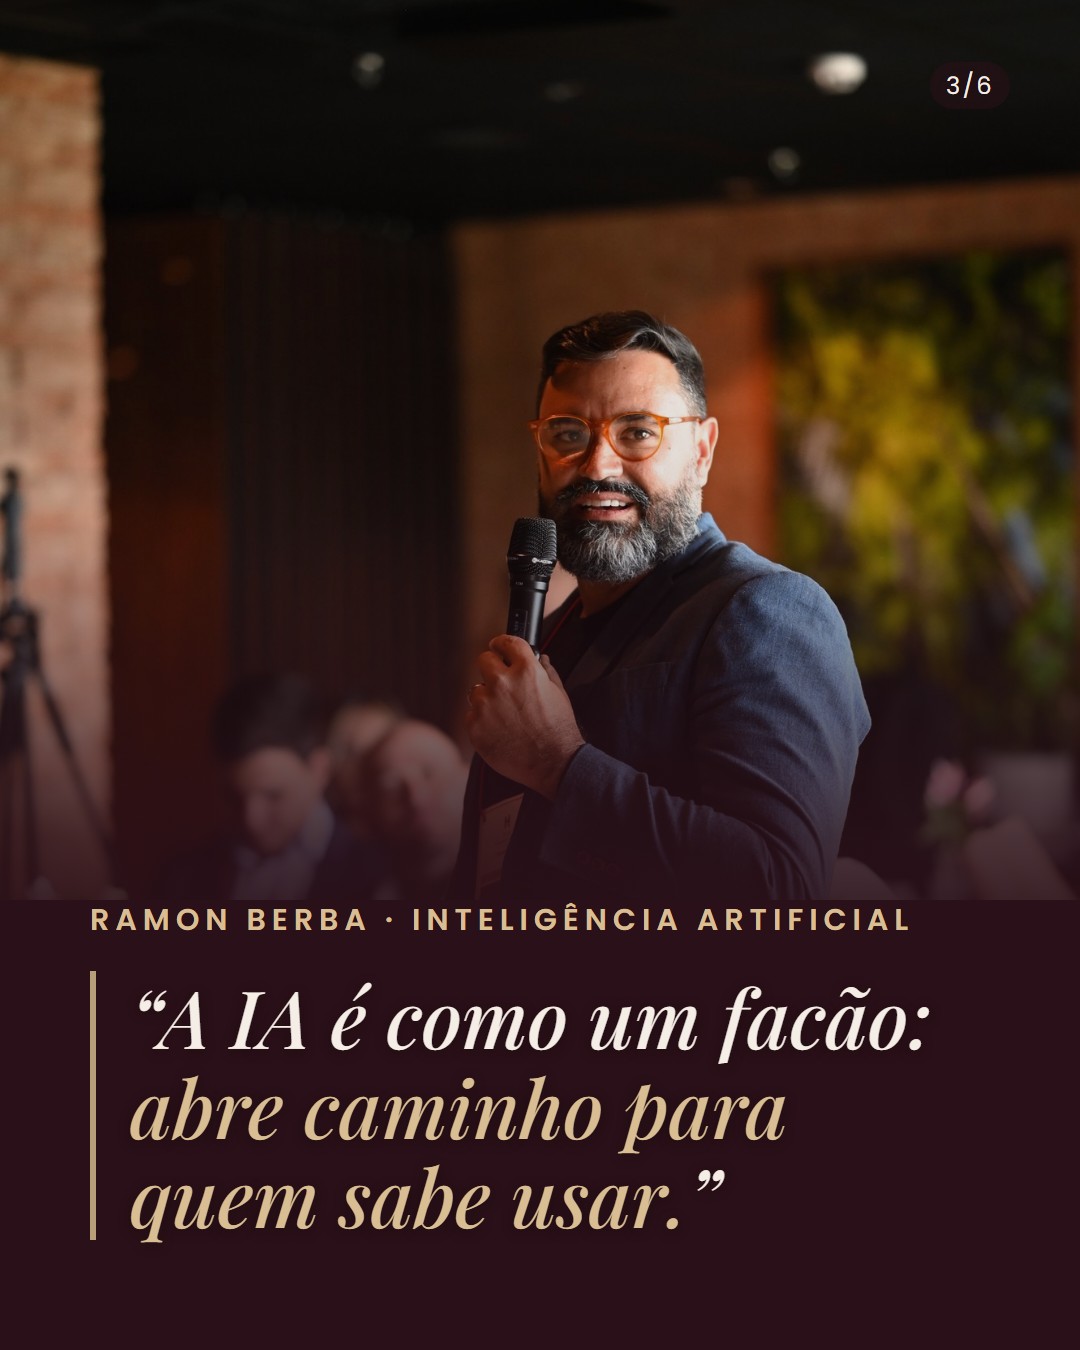 3/6
RAMON BERBA · INTELIGÊNCIA ARTIFICIAL
“A IA é como um facão:
abre caminho para
quem sabe usar.”